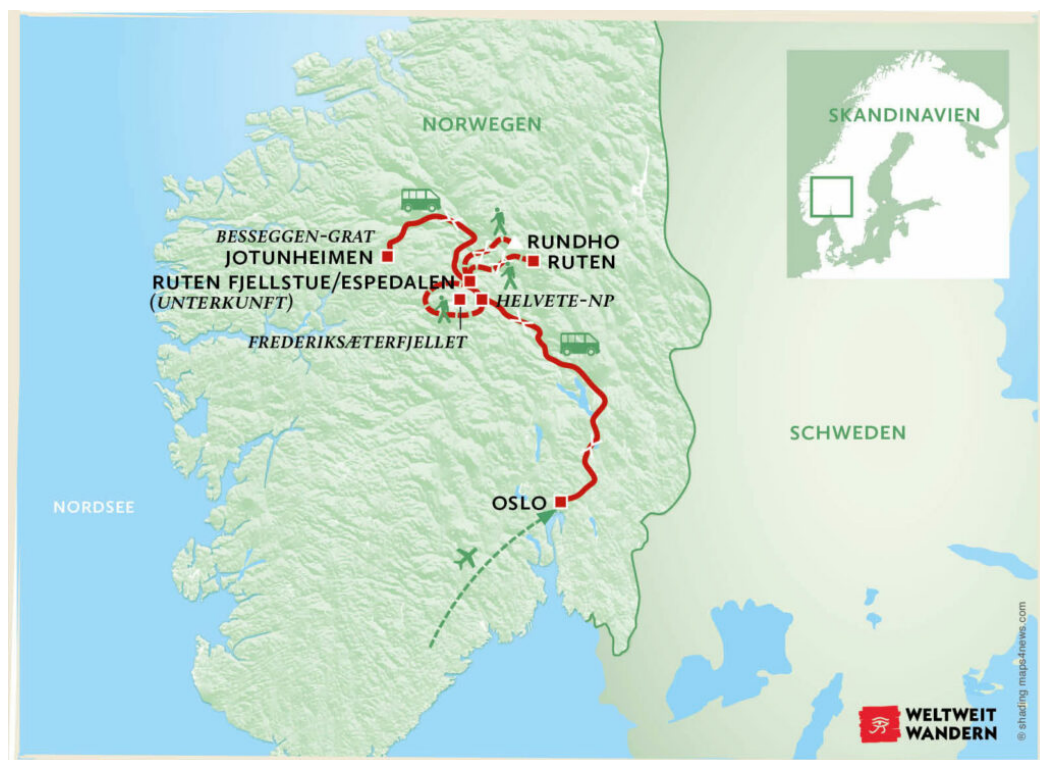 NORWEGEN
SKANDINAVIEN
BESSEGGEN-GRAT
JOTUNHEIMEN
RUNDHO
RUTEN
RUTEN FJELLSTUE/ESPEDALEN
(UNTERKUNFT)
HELVETE-NP
FREDERIKSÆTERFJELLET
SCHWEDEN
OSLO
NORDSEE
WELTWEIT
WANDERN
© shading maps4news.com